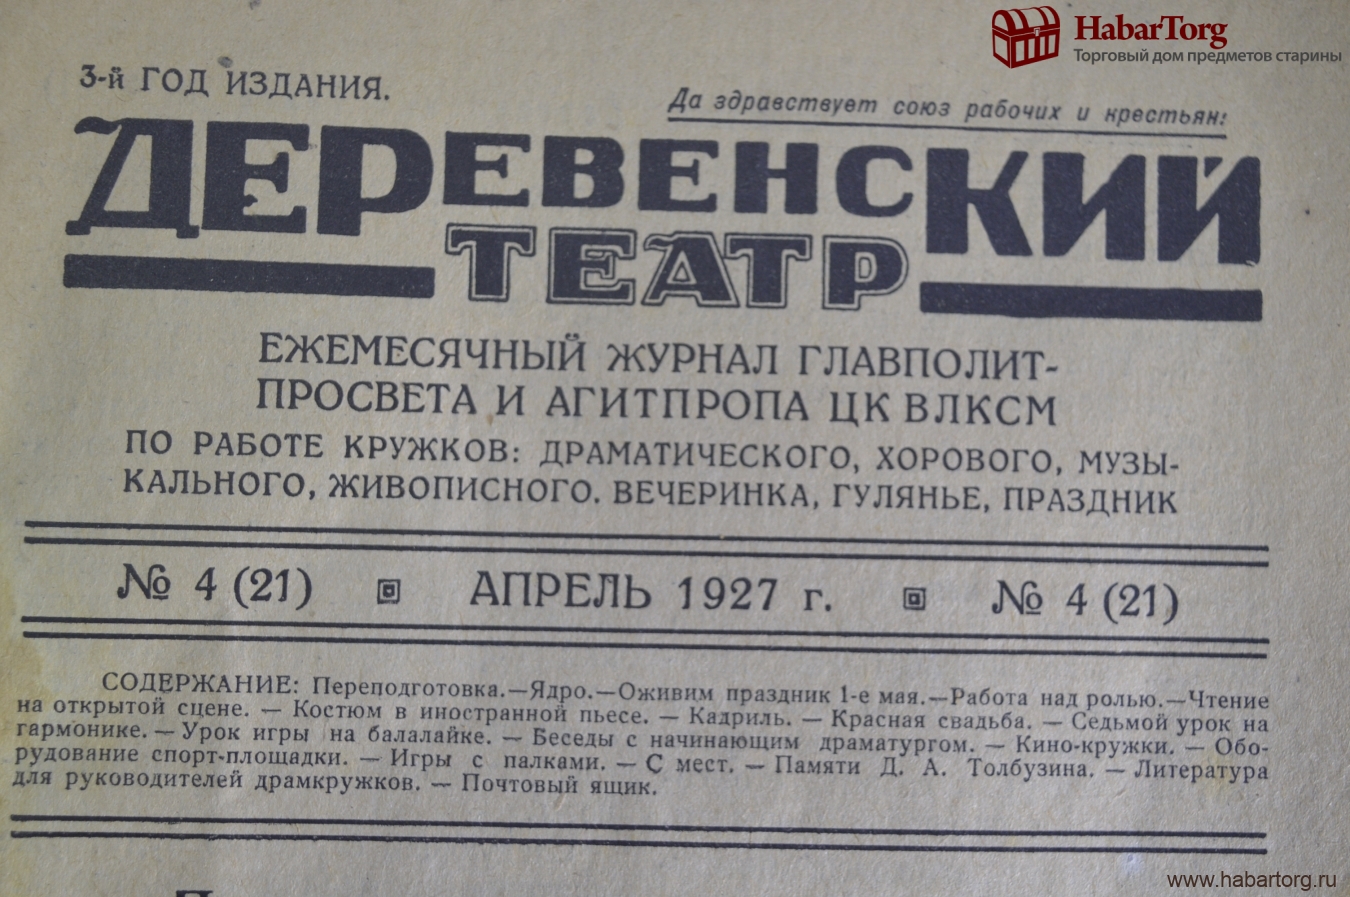 HabarTorg
Торговый дом предметов старины
3-й ГОД ИЗДАНИЯ.
Да здравствует союз рабочих и крестьян:
ДЕРЕВЕНСКИЙ
ТЕАТР
ЕЖЕМЕСЯЧНЫЙ ЖУРНАЛ ГЛАВПОЛИТ-
ПРОСВЕТА И АГИТПРОПА ЦК ВЛКСМ
ПО РАБОТЕ КРУЖКОВ: ДРАМАТИЧЕСКОГО, ХОРОВОГО, МУЗЫ-
КАЛЬНОГО, ЖИВОПИСНОГО. ВЕЧЕРИНКА, ГУЛЯНЬЕ, ПРАЗДНИК
№ 4 (21) АПРЕЛЬ 1927 г. № 4 (21)
СОДЕРЖАНИЕ: Переподготовка.—Ядро.—Оживим праздник 1-е мая.—Работа над ролью.—Чтение
на открытой сцене. — Костюм в иностранной пьесе. — Кадриль. — Красная свадьба. — Седьмой урок на
гармонике. — Урок игры на балалайке. — Беседы с начинающим драматургом. — Кино-кружки. — Обо-
рудование спорт-площадки. — Игры с палками. — С мест. — Памяти Д. А. Толбузина. — Литература
для руководителей драмкружков. — Почтовый ящик.
www.habartorg.ru